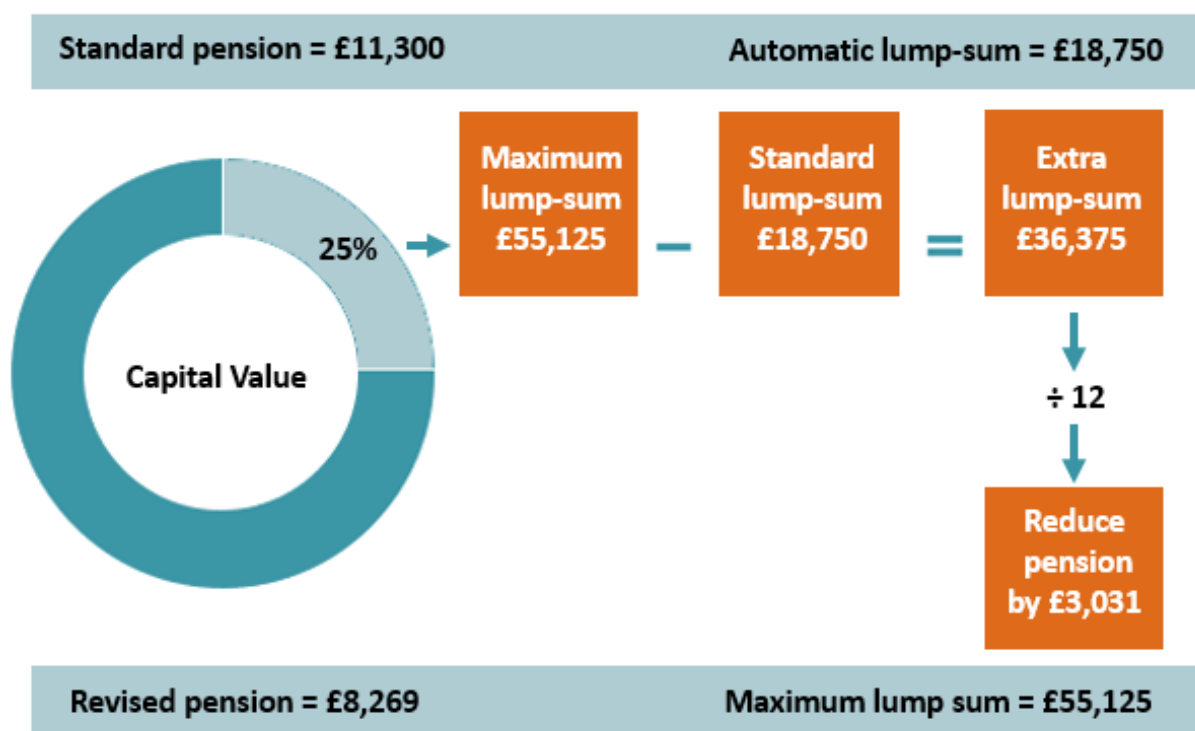 Standard pension = £11,300
Automatic lump-sum = £18,750
Maximum
lump-sum
£55,125
Standard
lump-sum
£18,750
Extra
lump-sum
£36,375
25%
–
=
Capital Value
÷ 12
Reduce
pension
by £3,031
Revised pension = £8,269
Maximum lump sum = £55,125